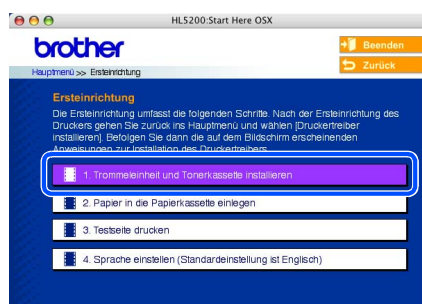 HL5200:Start Here OSX
brother
Beenden
Zurück
Hauptmenü >> Ersteinrichtung
Ersteinrichtung
Die Ersteinrichtung umfasst die folgenden Schritte. Nach der Ersteinrichtung des
Druckers gehen Sie zurück ins Hauptmenü und wählen [Druckertreiber
installieren]. Befolgen Sie dann die auf dem Bildschirm erscheinenden
Anweisungen zur Installation des Druckertreibers.
1. Trommeleinheit und Tonerkassette installieren
2. Papier in die Papierkassette einlegen
3. Testseite drucken
4. Sprache einstellen (Standardeinstellung ist Englisch)